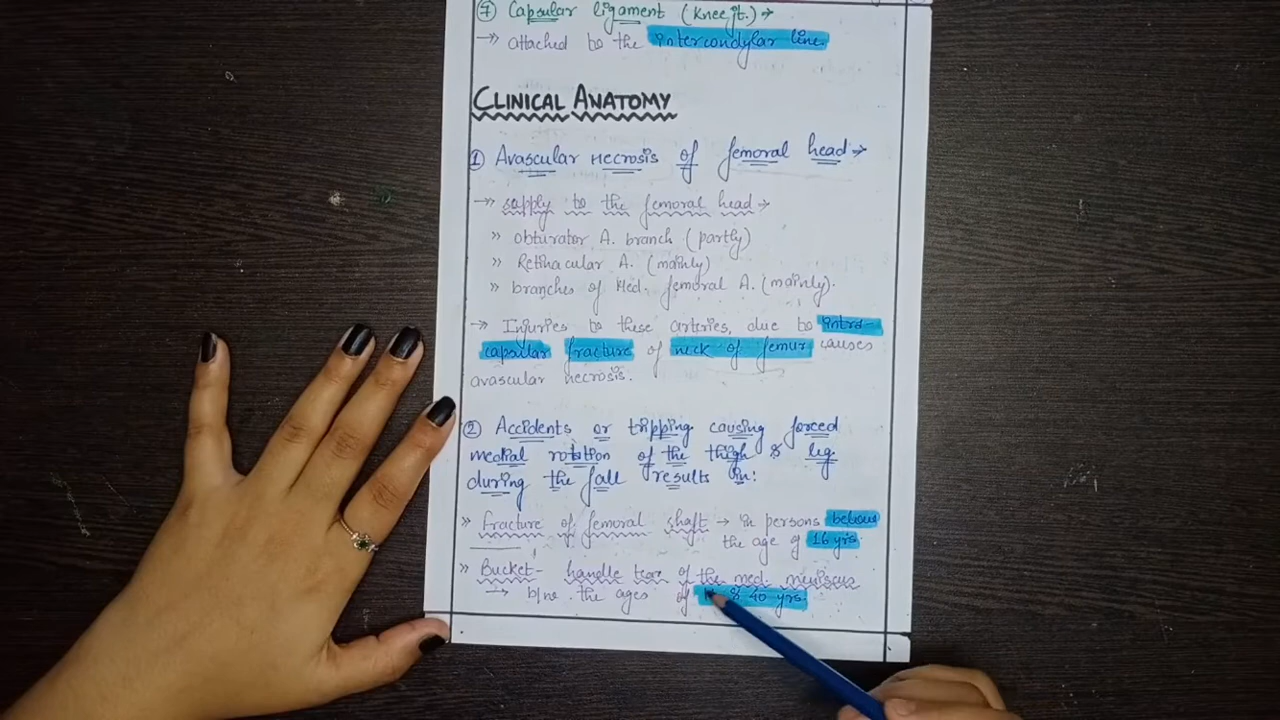 ⑦ Capsular ligament (Knee jt.) →
→» attached to the intercondylar line.
CLINICAL ANATOMY
① Avascular necrosis of femoral head →
→» supply to the femoral head →
» obturator A. branch (partly)
» Retinacular A. (mainly)
» branches of Med. femoral A. (mainly).
→» Injuries to these arteries, due to intra-
capsular fracture of neck of femur causes
avascular necrosis.
② Accidents or tripping causing forced
medial rotation of the thigh & leg
during the fall results in:
» Fracture of femoral shaft → in persons below
the age of 16 yrs.
» Bucket-handle tear of the med. meniscus
→ b/w. the ages of & 40 yrs.